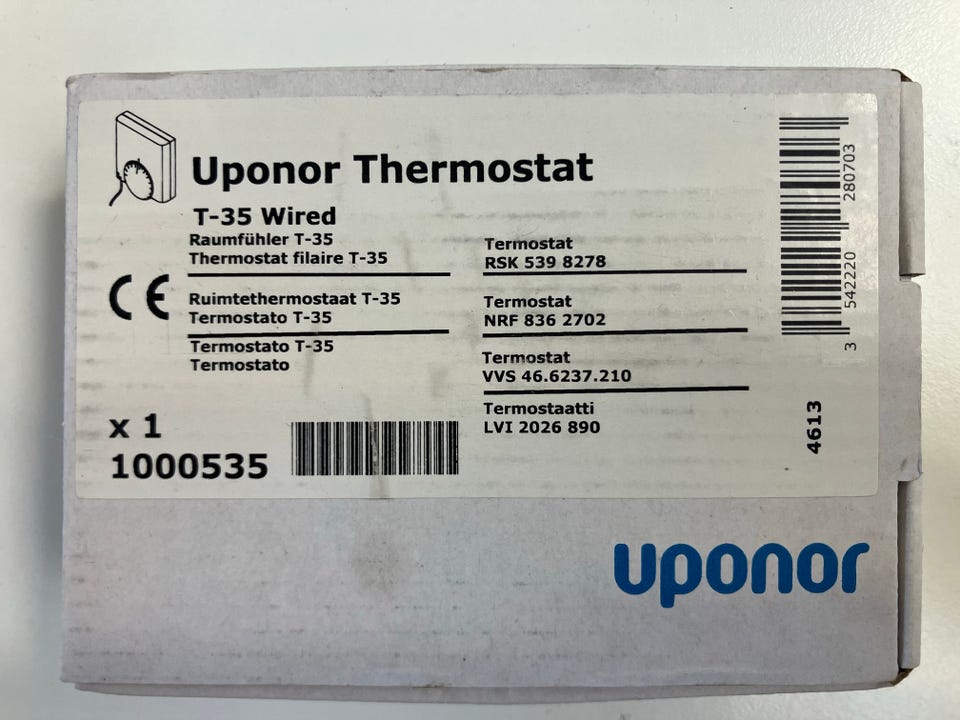 Uponor Thermostat
T-35 Wired
Raumfühler T-35
Thermostat filaire T-35
Ruimtethermostaat T-35
Termostato T-35
Termostato T-35
Termostato
Termostat
RSK 539 8278
Termostat
NRF 836 2702
Termostat
VVS 46.6237.210
Termostaatti
LVI 2026 890
CE
x 1
1000535
3 542220 280703
4613
uponor